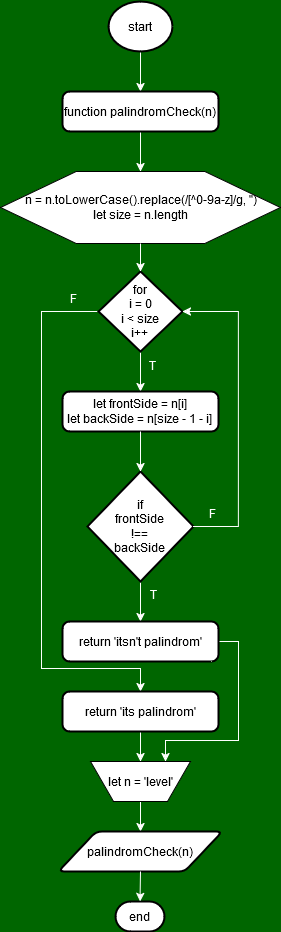 start
function palindromCheck(n)
n = n.toLowerCase().replace(/[^0-9a-z]/g, '')
let size = n.length
for
i = 0
i < size
i++
F
T
let frontSide = n[i]
let backSide = n[size - 1 - i]
if
frontSide
!==
backSide
F
T
return 'itsn't palindrom'
return 'its palindrom'
let n = 'level'
palindromCheck(n)
end